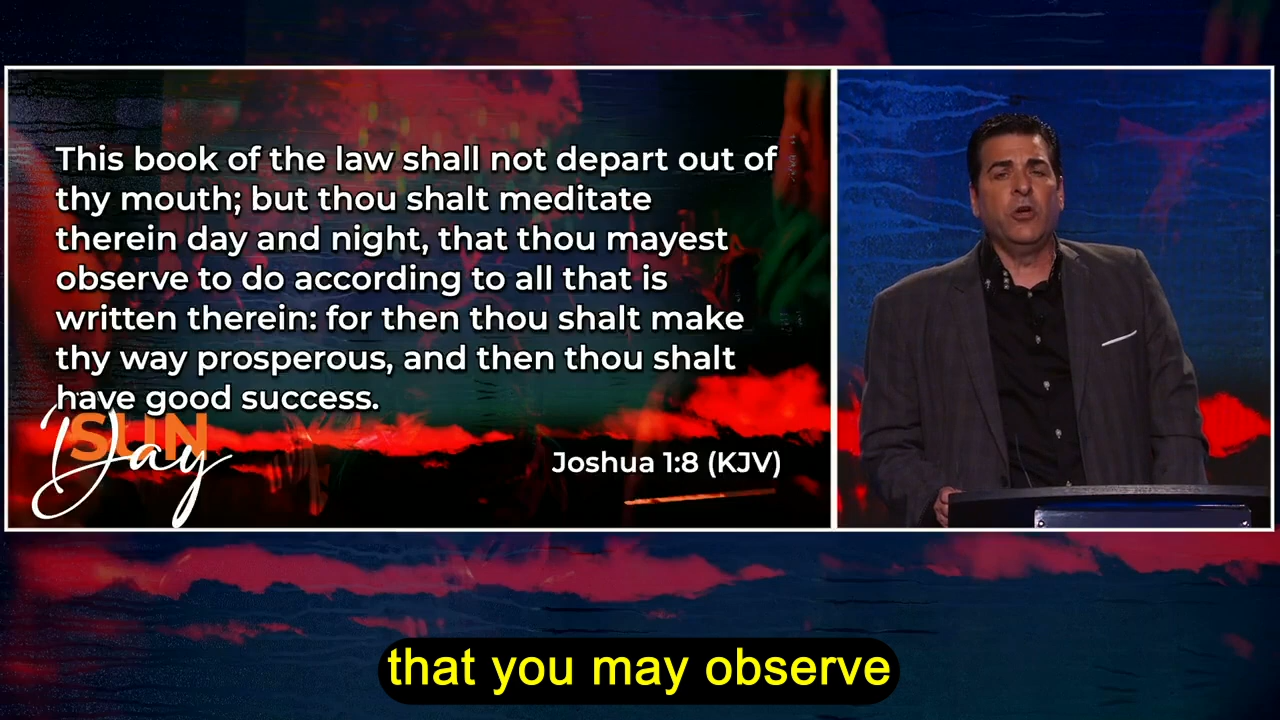 This book of the law shall not depart out of
thy mouth; but thou shalt meditate
therein day and night, that thou mayest
observe to do according to all that is
written therein: for then thou shalt make
thy way prosperous, and then thou shalt
have good success.
SUN
Day
Joshua 1:8 (KJV)
that you may observe